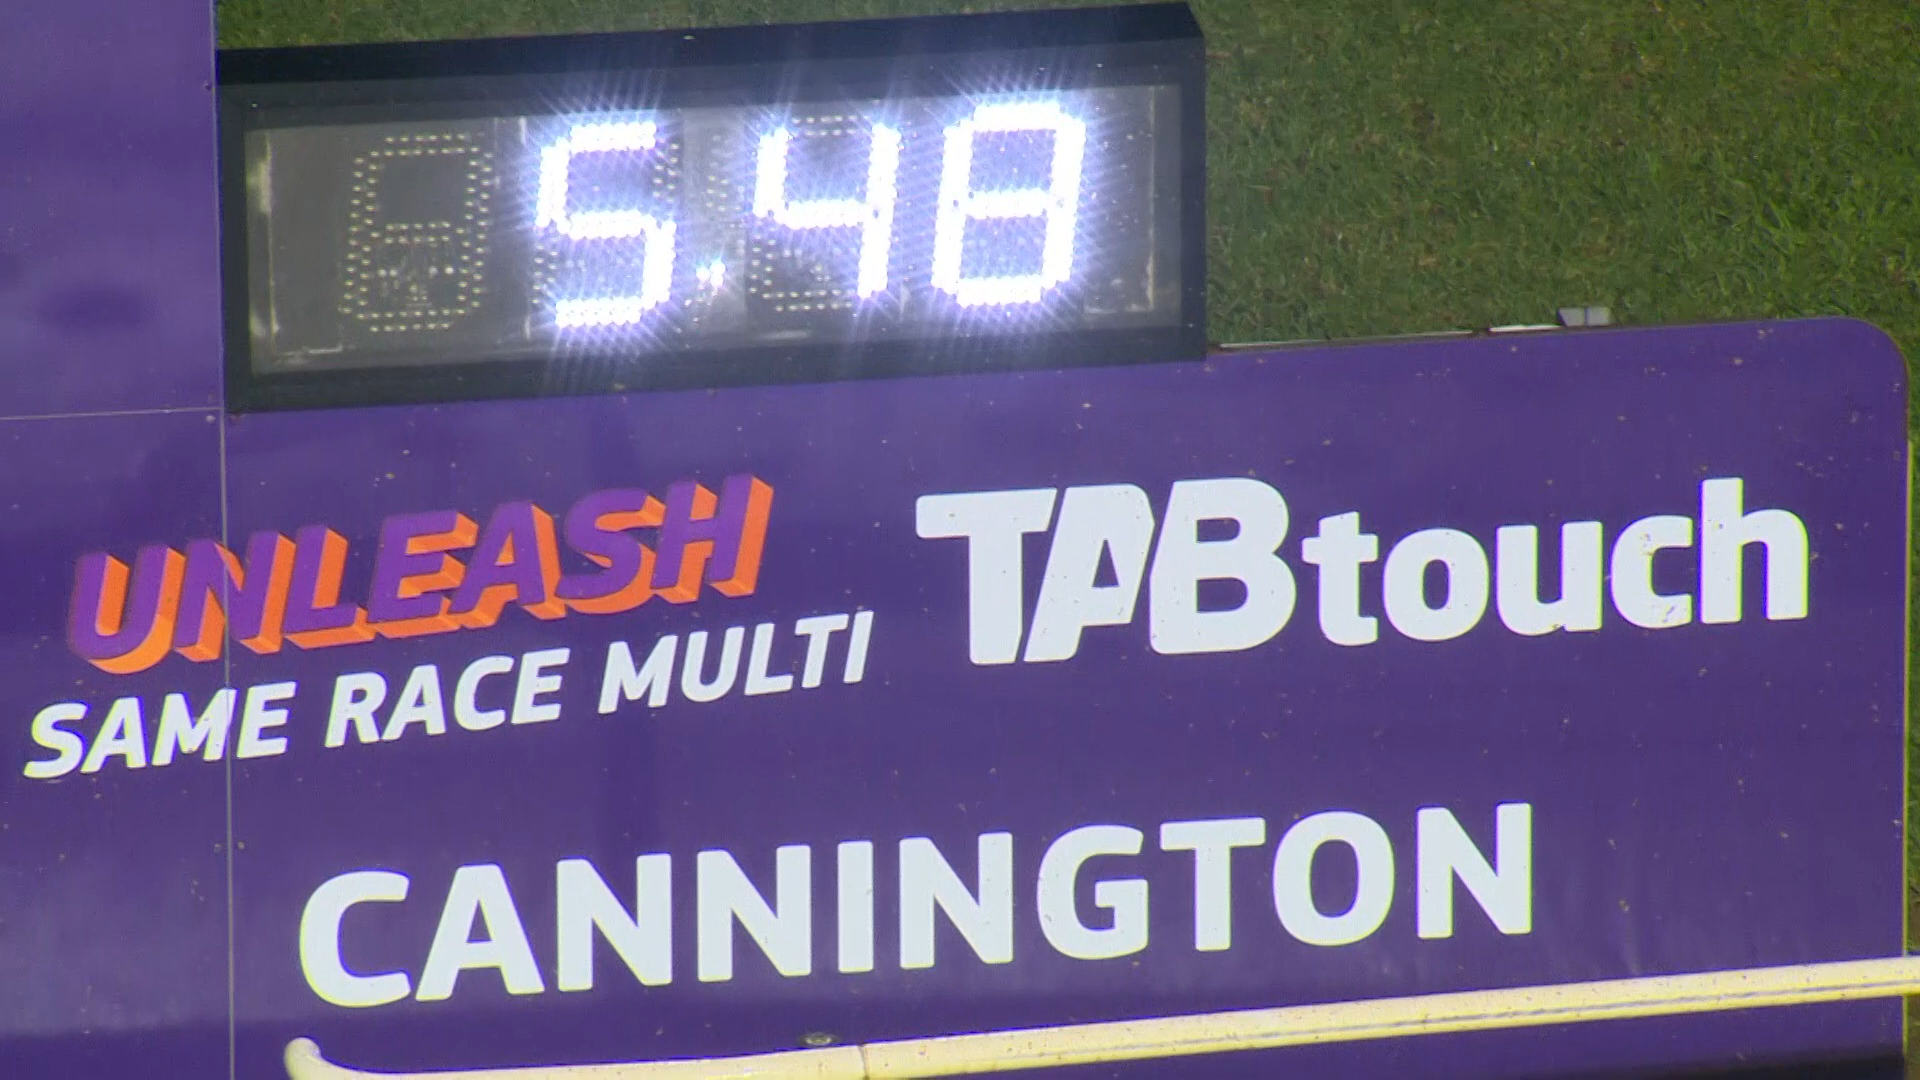 5.48
UNLEASH
SAME RACE MULTI
TABtouch
CANNINGTON